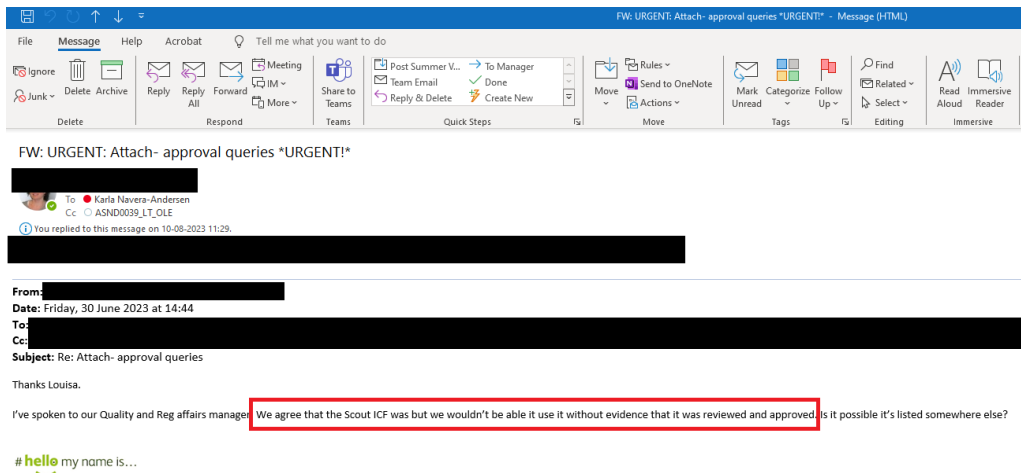 FW: URGENT: Attach- approval queries *URGENT!* - Message (HTML)
File Message Help Acrobat Tell me what you want to do
Ignore
Junk
Delete
Archive
Reply
Reply All
Forward
Meeting
IM
More
Share to Teams
Post Summer V...
Team Email
Reply & Delete
To Manager
Done
Create New
Move
Rules
Send to OneNote
Actions
Mark Unread
Categorize
Follow Up
Find
Related
Select
Read Aloud
Immersive Reader
Delete Respond Teams Quick Steps Move Tags Editing Immersive
FW: URGENT: Attach- approval queries *URGENT!*
To Karla Navera-Andersen
Cc ASND0039_LT_OLE
You replied to this message on 10-08-2023 11:29.
From:
Date: Friday, 30 June 2023 at 14:44
To:
Cc:
Subject: Re: Attach- approval queries
Thanks Louisa.
I've spoken to our Quality and Reg affairs manager. We agree that the Scout ICF was but we wouldn't be able it use it without evidence that it was reviewed and approved. Is it possible it's listed somewhere else?
#hello my name is...